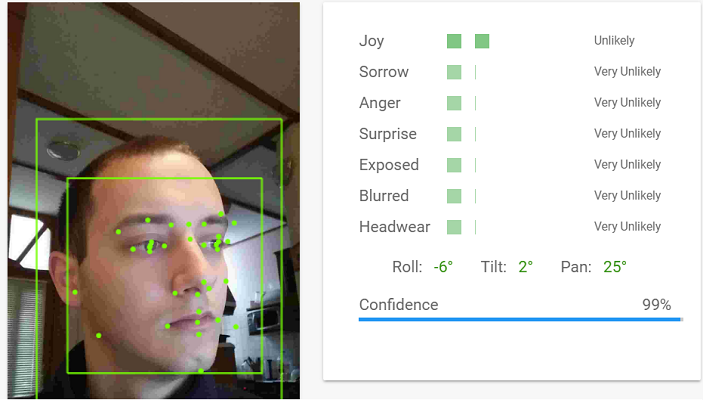 Joy Unlikely
Sorrow Very Unlikely
Anger Very Unlikely
Surprise Very Unlikely
Exposed Very Unlikely
Blurred Very Unlikely
Headwear Very Unlikely
Roll: -6° Tilt: 2° Pan: 25°
Confidence 99%